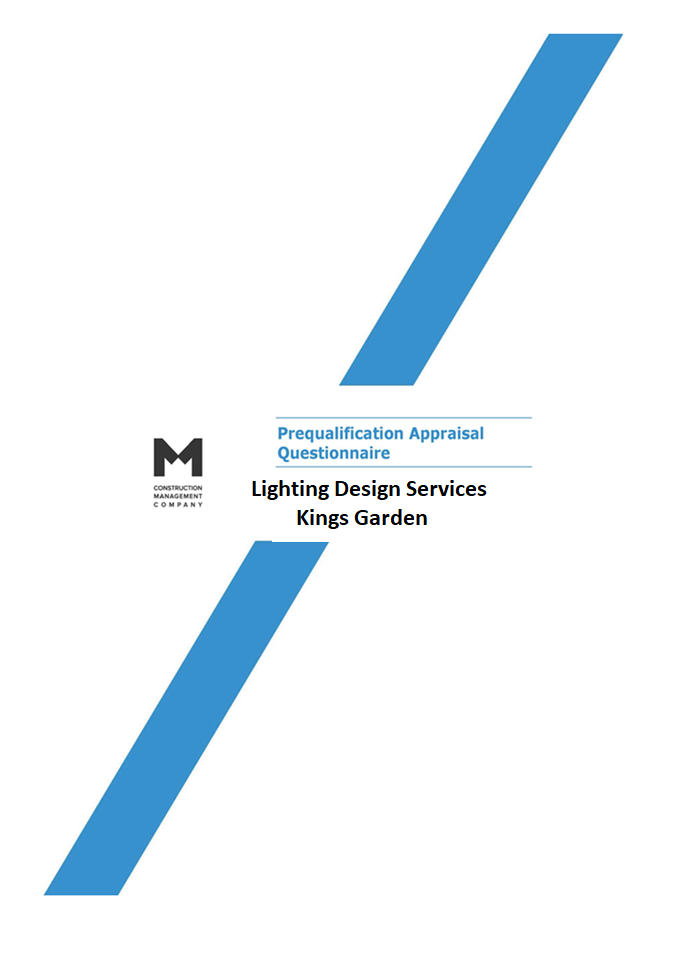 Prequalification Appraisal
Questionnaire
M
CONSTRUCTION
MANAGEMENT
COMPANY
Lighting Design Services
Kings Garden